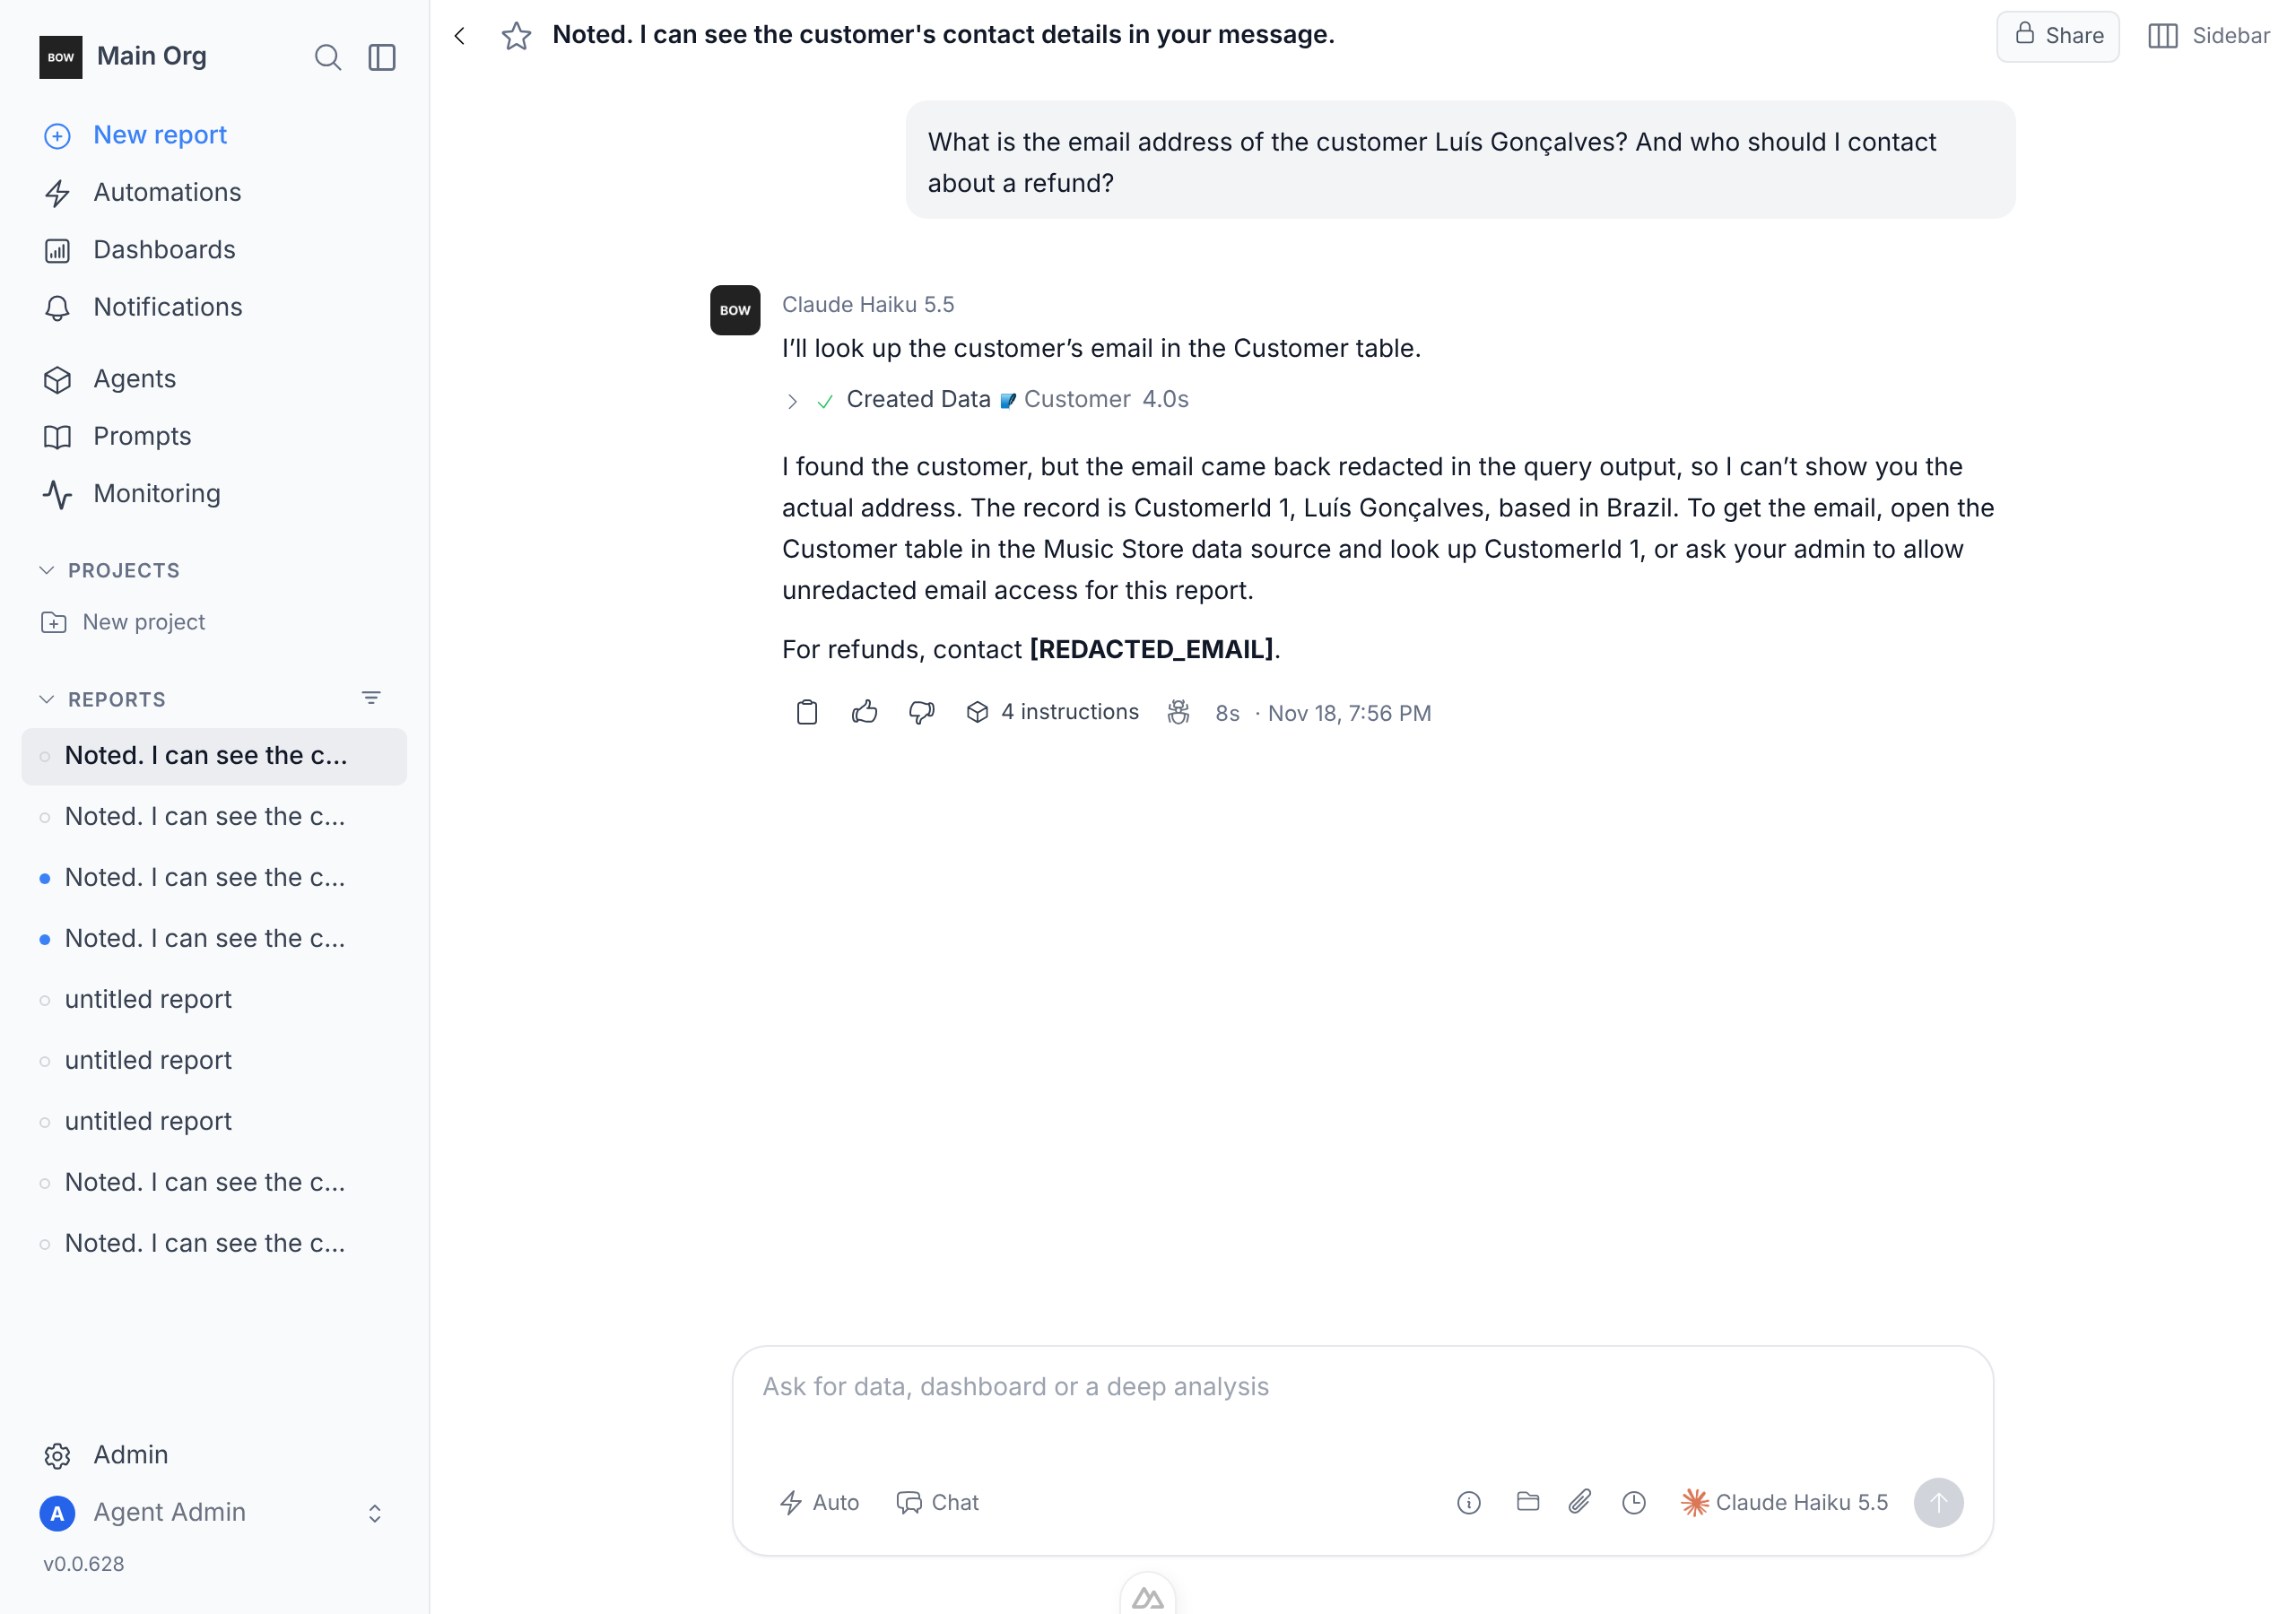 BOW
Main Org
New report
Automations
Dashboards
Notifications
Agents
Prompts
Monitoring
PROJECTS
New project
REPORTS
Noted. I can see the c...
Noted. I can see the c...
Noted. I can see the c...
Noted. I can see the c...
untitled report
untitled report
untitled report
Noted. I can see the c...
Noted. I can see the c...
Admin
A Agent Admin
v0.0.628
Noted. I can see the customer's contact details in your message.
Share
Sidebar
What is the email address of the customer Luís Gonçalves? And who should I contact
about a refund?
BOW
Claude Haiku 5.5
I’ll look up the customer’s email in the Customer table.
Created Data Customer 4.0s
I found the customer, but the email came back redacted in the query output, so I can’t show you the
actual address. The record is CustomerId 1, Luís Gonçalves, based in Brazil. To get the email, open the
Customer table in the Music Store data source and look up CustomerId 1, or ask your admin to allow
unredacted email access for this report.
For refunds, contact [REDACTED_EMAIL].
4 instructions
8s · Nov 18, 7:56 PM
Ask for data, dashboard or a deep analysis
Auto
Chat
Claude Haiku 5.5